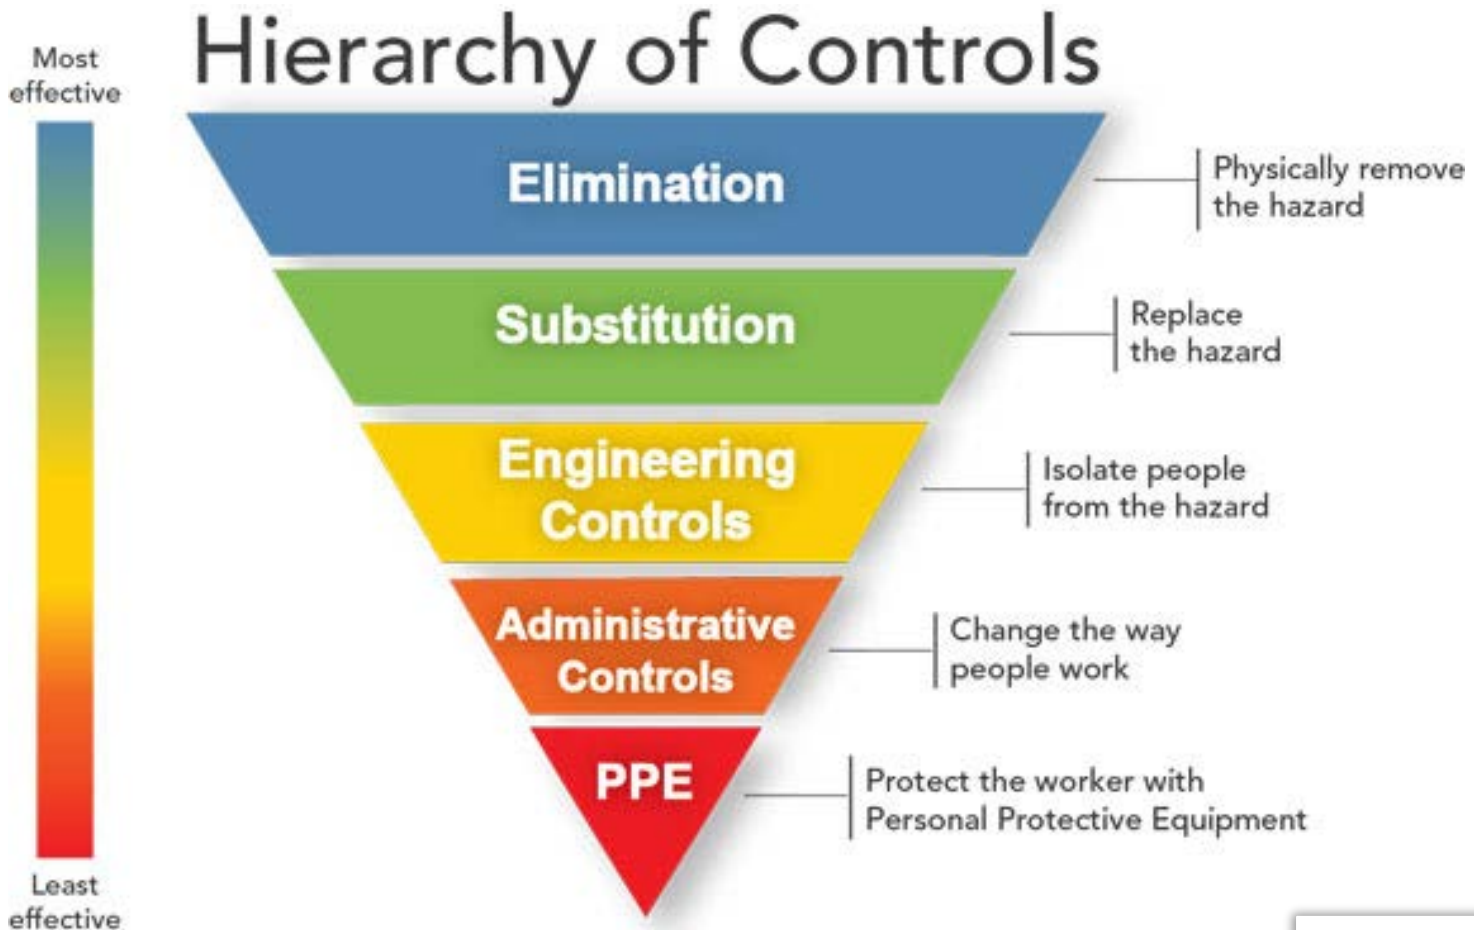 Hierarchy of Controls
Most
effective
Elimination
Physically remove
the hazard
Substitution
Replace
the hazard
Engineering
Controls
Isolate people
from the hazard
Administrative
Controls
Change the way
people work
PPE
Protect the worker with
Personal Protective Equipment
Least
effective